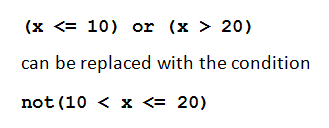 (x <= 10) or (x > 20)
can be replaced with the condition
not(10 < x <= 20)